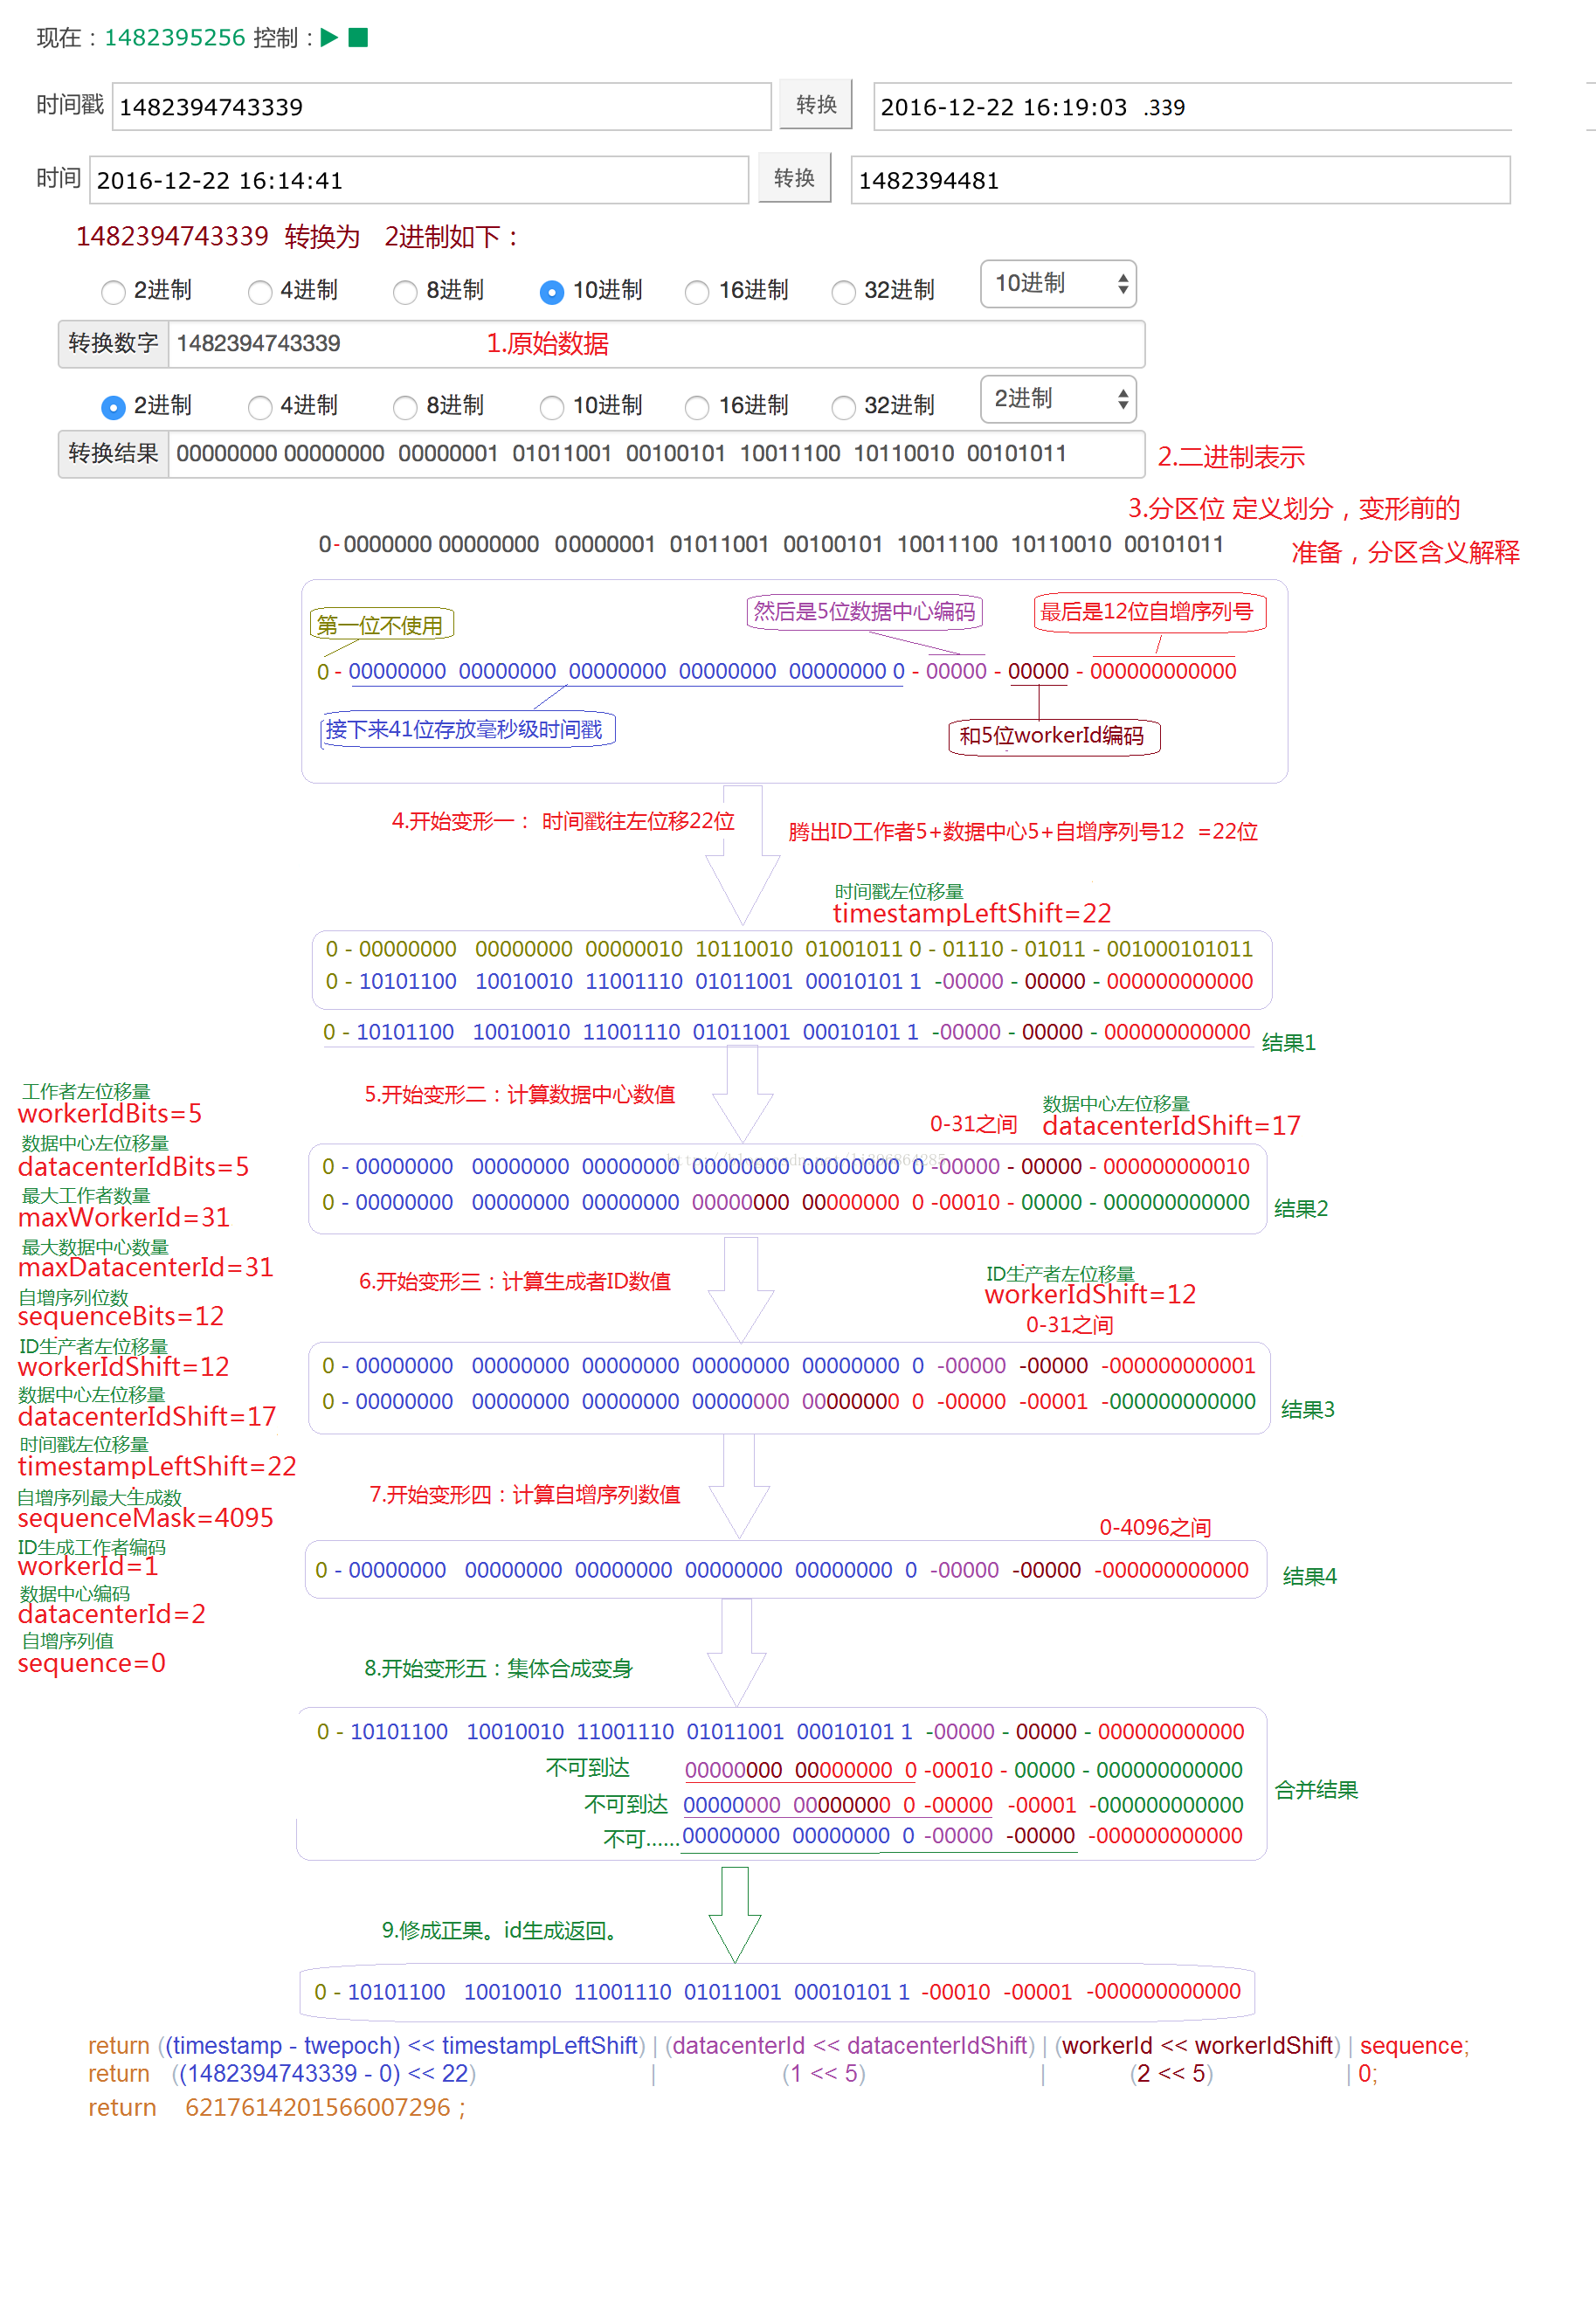 现在：1482395256 控制：
时间戳 1482394743339 转换 2016-12-22 16:19:03 .339
时间 2016-12-22 16:14:41 转换 1482394481
1482394743339 转换为 2进制如下：
2进制 4进制 8进制 10进制 16进制 32进制 10进制
转换数字 1482394743339 1.原始数据
2进制 4进制 8进制 10进制 16进制 32进制 2进制
转换结果 00000000 00000000 00000001 01011001 00100101 10011100 10110010 00101011 2.二进制表示
3.分区位 定义划分，变形前的
0-0000000 00000000 00000001 01011001 00100101 10011100 10110010 00101011
准备，分区含义解释
第一位不使用 然后是5位数据中心编码 最后是12位自增序列号
0 - 00000000 00000000 00000000 00000000 00000000 0 - 00000 - 00000 - 000000000000
接下来41位存放毫秒级时间戳 和5位workerId编码
4.开始变形一： 时间戳往左位移22位 腾出ID工作者5+数据中心5+自增序列号12 =22位
时间戳左位移量
timestampLeftShift=22
0 - 00000000 00000000 00000010 10110010 01001011 0 - 01110 - 01011 - 001000101011
0 - 10101100 10010010 11001110 01011001 00010101 1 -00000 - 00000 - 000000000000
0 - 10101100 10010010 11001110 01011001 00010101 1 -00000 - 00000 - 000000000000 结果1
5.开始变形二：计算数据中心数值
0-31之间
数据中心左位移量
datacenterIdShift=17
0 - 00000000 00000000 00000000 00000000 00000000 0 -00000 - 00000 - 000000000010
0 - 00000000 00000000 00000000 00000000 00000000 0 -00010 - 00000 - 000000000000 结果2
6.开始变形三：计算生成者ID数值
ID生产者左位移量
workerIdShift=12
0-31之间
0 - 00000000 00000000 00000000 00000000 00000000 0 -00000 -00000 -000000000001
0 - 00000000 00000000 00000000 00000000 00000000 0 -00000 -00001 -000000000000 结果3
7.开始变形四：计算自增序列数值
0-4096之间
0 - 00000000 00000000 00000000 00000000 00000000 0 -00000 -00000 -000000000000 结果4
工作者左位移量
workerIdBits=5
数据中心左位移量
datacenterIdBits=5
最大工作者数量
maxWorkerId=31
最大数据中心数量
maxDatacenterId=31
自增序列位数
sequenceBits=12
ID生产者左位移量
workerIdShift=12
数据中心左位移量
datacenterIdShift=17
时间戳左位移量
timestampLeftShift=22
自增序列最大生成数
sequenceMask=4095
ID生成工作者编码
workerId=1
数据中心编码
datacenterId=2
自增序列值
sequence=0
8.开始变形五：集体合成变身
0 - 10101100 10010010 11001110 01011001 00010101 1 -00000 - 00000 - 000000000000
不可到达 00000000 00000000 0 -00010 - 00000 - 000000000000
合并结果
不可到达 00000000 00000000 0 -00000 -00001 -000000000000
不可...... 00000000 00000000 0 -00000 -00000 -000000000000
9.修成正果。id生成返回。
0 - 10101100 10010010 11001110 01011001 00010101 1 -00010 -00001 -000000000000
return ((timestamp - twepoch) << timestampLeftShift) | (datacenterId << datacenterIdShift) | (workerId << workerIdShift) | sequence;
return ((1482394743339 - 0) << 22) | (1 << 5) | (2 << 5) | 0;
return 6217614201566007296；